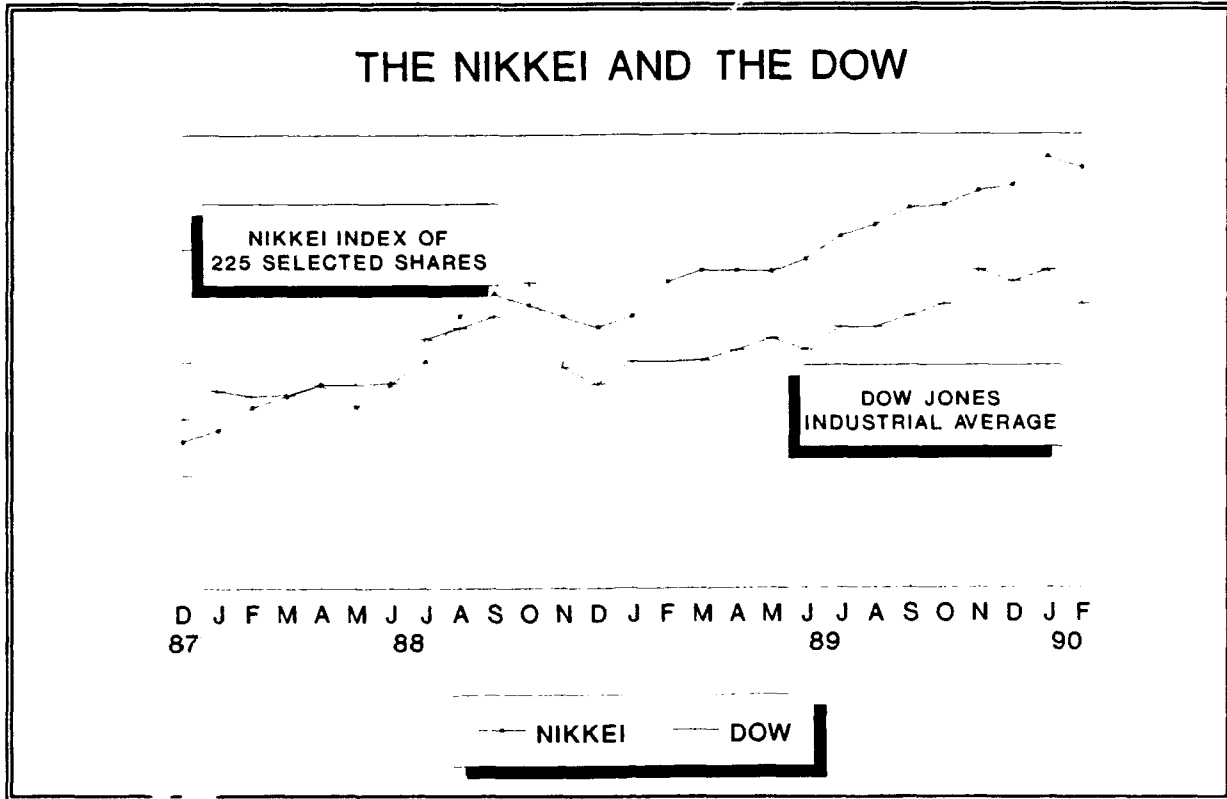 THE NIKKEI AND THE DOW
NIKKEI INDEX OF
225 SELECTED SHARES
DOW JONES
INDUSTRIAL AVERAGE
D J F M A M J J A S O N D J F M A M J J A S O N D J F
87 88 89 90
NIKKEI DOW